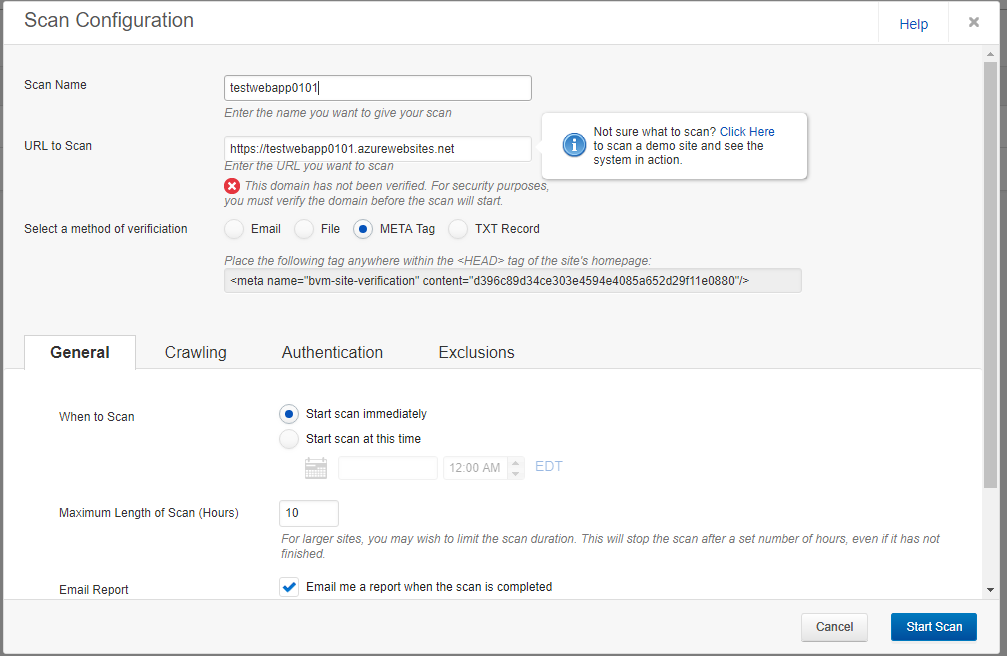 Scan Configuration
Help
×
Scan Name
testwebapp0101
Enter the name you want to give your scan
URL to Scan
https://testwebapp0101.azurewebsites.net
Enter the URL you want to scan
This domain has not been verified. For security purposes,
you must verify the domain before the scan will start.
Not sure what to scan? Click Here
to scan a demo site and see the
system in action.
Select a method of verificiation
Email
File
META Tag
TXT Record
Place the following tag anywhere within the <HEAD> tag of the site's homepage:
<meta name="bvm-site-verification" content="d396c89d34ce303e4594e4085a652d29f11e0880"/>
General
Crawling
Authentication
Exclusions
When to Scan
Start scan immediately
Start scan at this time
12:00 AM
EDT
Maximum Length of Scan (Hours)
10
For larger sites, you may wish to limit the scan duration. This will stop the scan after a set number of hours, even if it has not
finished.
Email Report
Email me a report when the scan is completed
Cancel
Start Scan